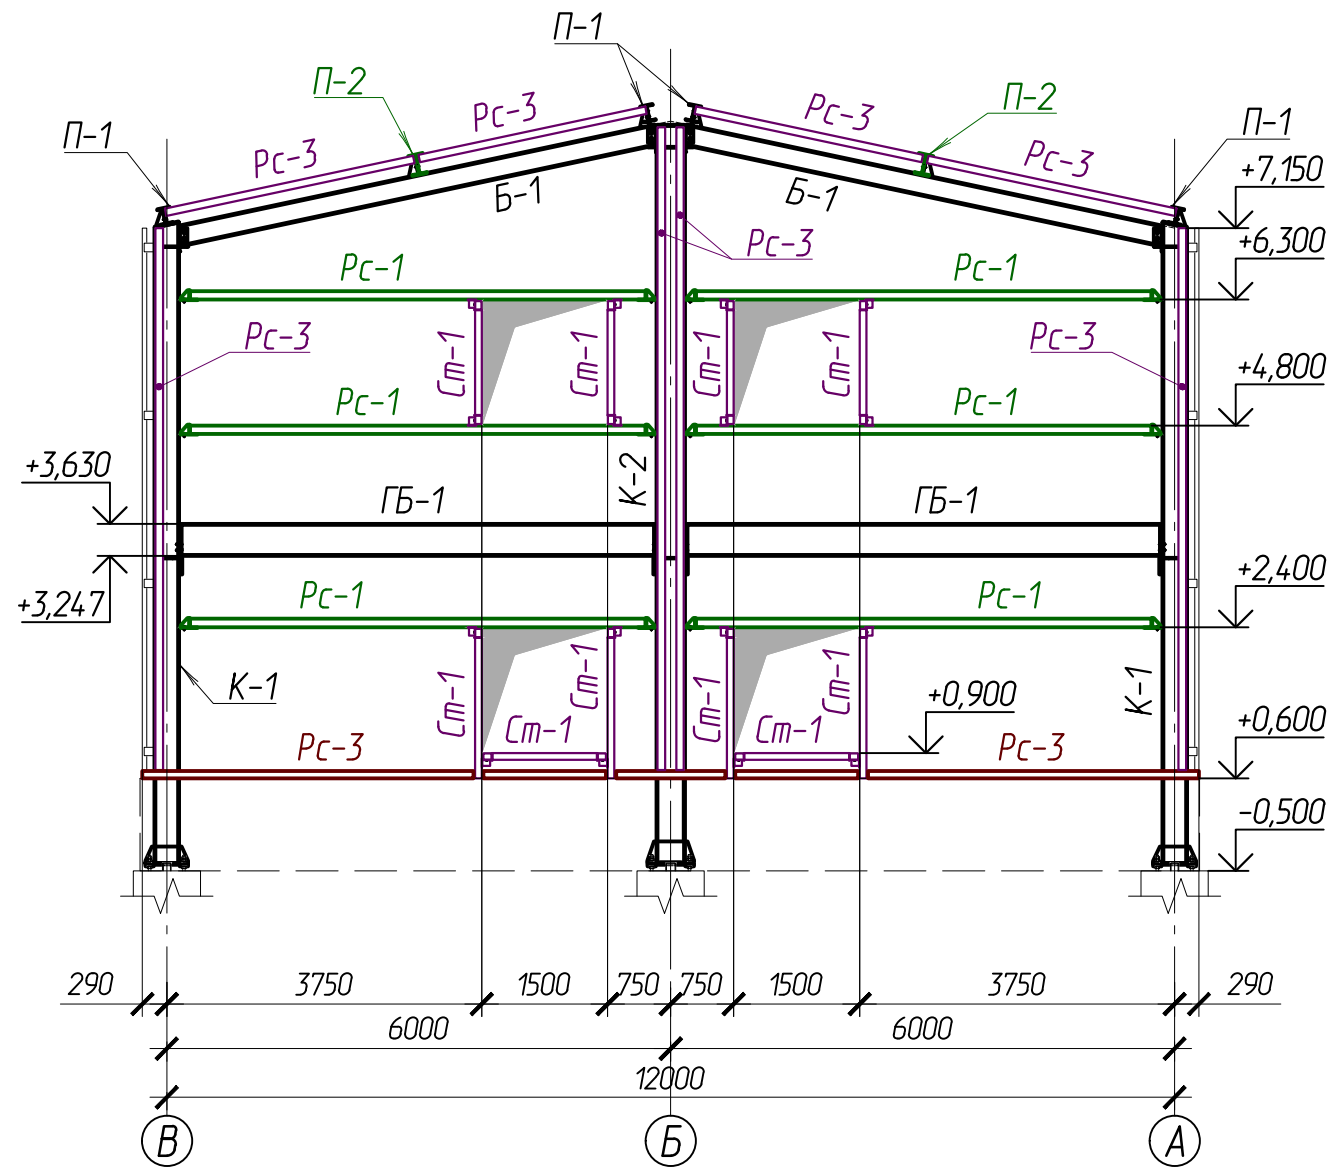 П-1
П-2
Рс-3
Рс-3
П-2
П-1
Рс-3
П-1
Рс-3
+7,150
Б-1
Б-1
Рс-3
+6,300
Рс-1
Рс-1
Рс-3
Ст-1
Ст-1
Ст-1
Ст-1
Рс-3
+4,800
Рс-1
Рс-1
+3,630
К-2
ГБ-1
ГБ-1
+2,400
+3,247
Рс-1
Рс-1
К-1
Ст-1
Ст-1
Ст-1
Ст-1
Ст-1
Ст-1
+0,900
К-1
+0,600
Рс-3
Рс-3
-0,500
290
3750
1500
750
750
1500
3750
290
6000
6000
12000
В
Б
А